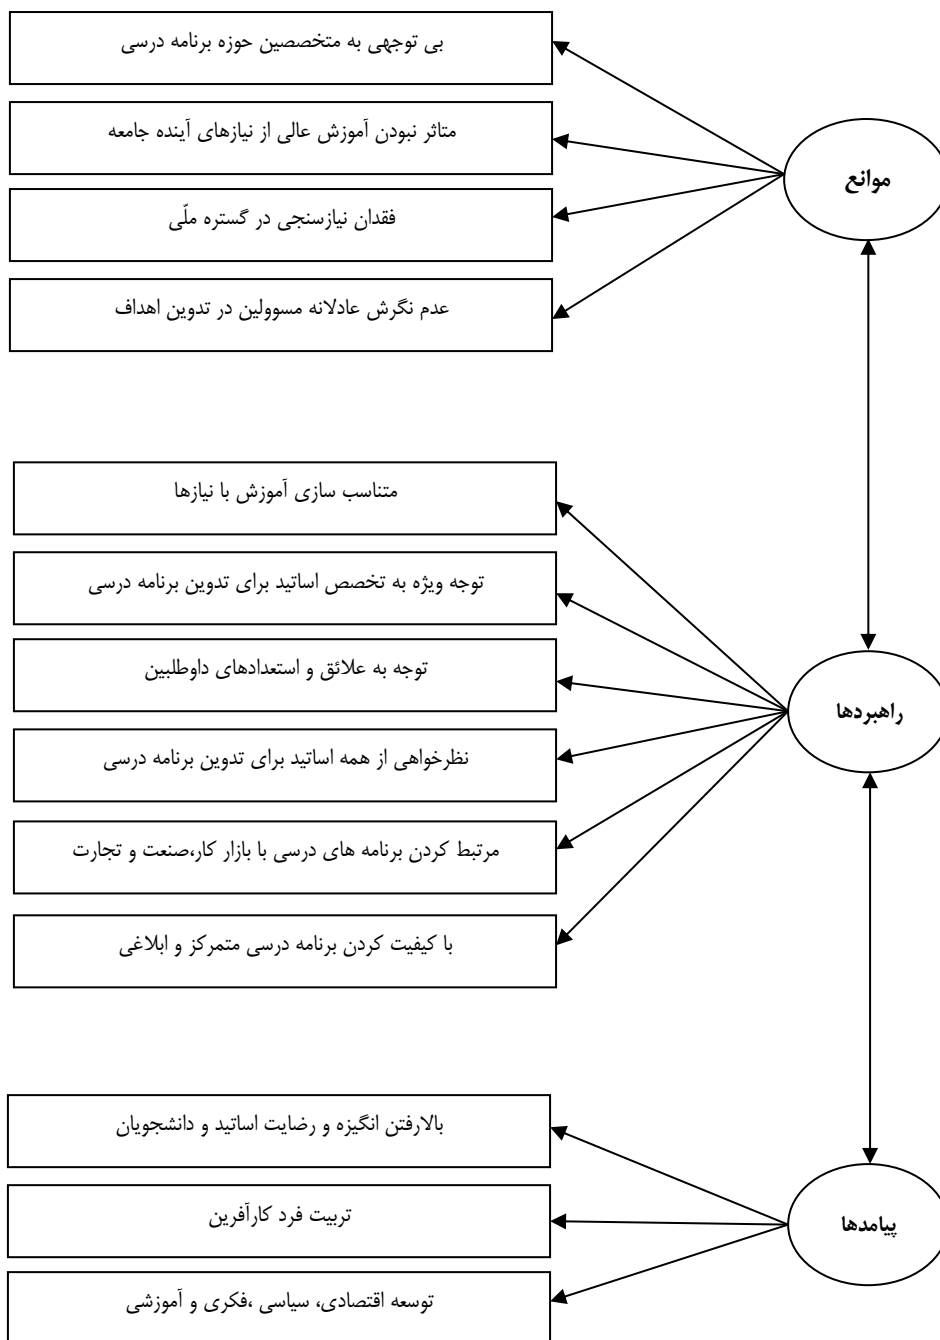 موانع
بی توجهی به متخصصین حوزه برنامه درسی
متاثر نبودن آموزش عالی از نیازهای آینده جامعه
فقدان نیازسنجی در گستره ملّی
عدم نگرش عادلانه مسوولین در تدوین اهداف
راهبردها
متناسب سازی آموزش با نیازها
توجه ویژه به تخصص اساتید برای تدوین برنامه درسی
توجه به علائق و استعدادهای داوطلبین
نظرخواهی از همه اساتید برای تدوین برنامه درسی
مرتبط کردن برنامه های درسی با بازار کار،صنعت و تجارت
با کیفیت کردن برنامه درسی متمرکز و ابلاغی
پیامدها
بالارفتن انگیزه و رضایت اساتید و دانشجویان
تربیت فرد کارآفرین
توسعه اقتصادی، سیاسی ،فکری و آموزشی